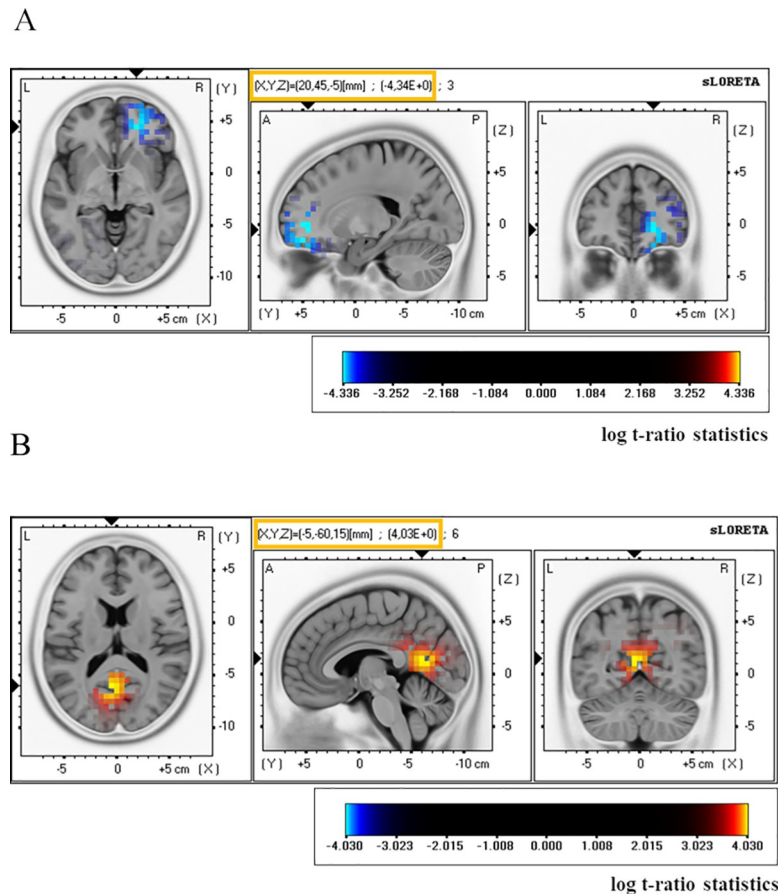 A
(X,Y,Z)=(20,45,-5)[mm] ; (-4,34E+0) ; 3 sLORETA
L R (Y)
+5
0
-5
-10
-5 0 +5 cm (X)
A P (Z)
+5
0
-5
(Y) +5 0 -5 -10 cm
L R (Z)
+5
0
-5
-5 0 +5 cm (X)
-4.336 -3.252 -2.168 -1.084 0.000 1.084 2.168 3.252 4.336
log t-ratio statistics
B
(X,Y,Z)=(-5,-60,15)[mm] ; (4,03E+0) ; 6 sLORETA
L R (Y)
+5
0
-5
-10
-5 0 +5 cm (X)
A P (Z)
+5
0
-5
(Y) +5 0 -5 -10 cm
L R (Z)
+5
0
-5
-5 0 +5 cm (X)
-4.030 -3.023 -2.015 -1.008 0.000 1.008 2.015 3.023 4.030
log t-ratio statistics